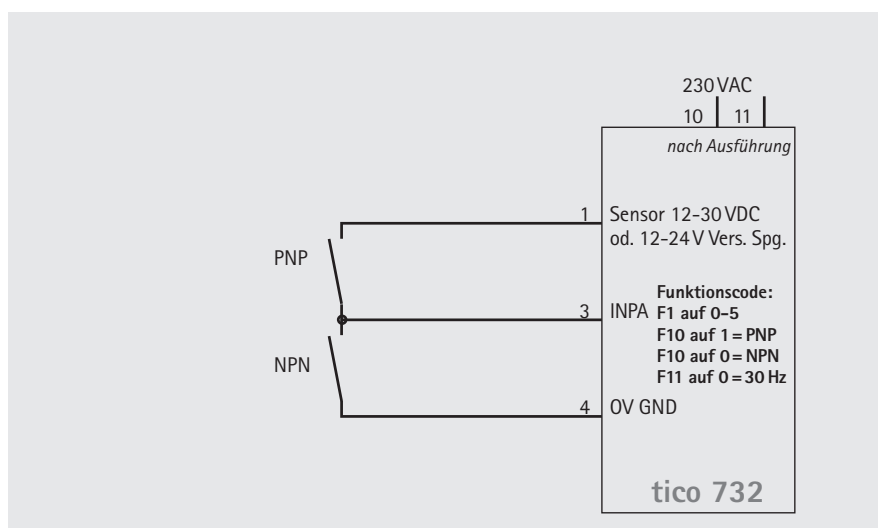 230 VAC
10 11
nach Ausführung
1 Sensor 12-30 VDC
od. 12-24 V Vers. Spg.
PNP
Funktionscode:
3 INPA F1 auf 0-5
F10 auf 1 = PNP
F10 auf 0 = NPN
F11 auf 0 = 30 Hz
NPN
4 0V GND
tico 732